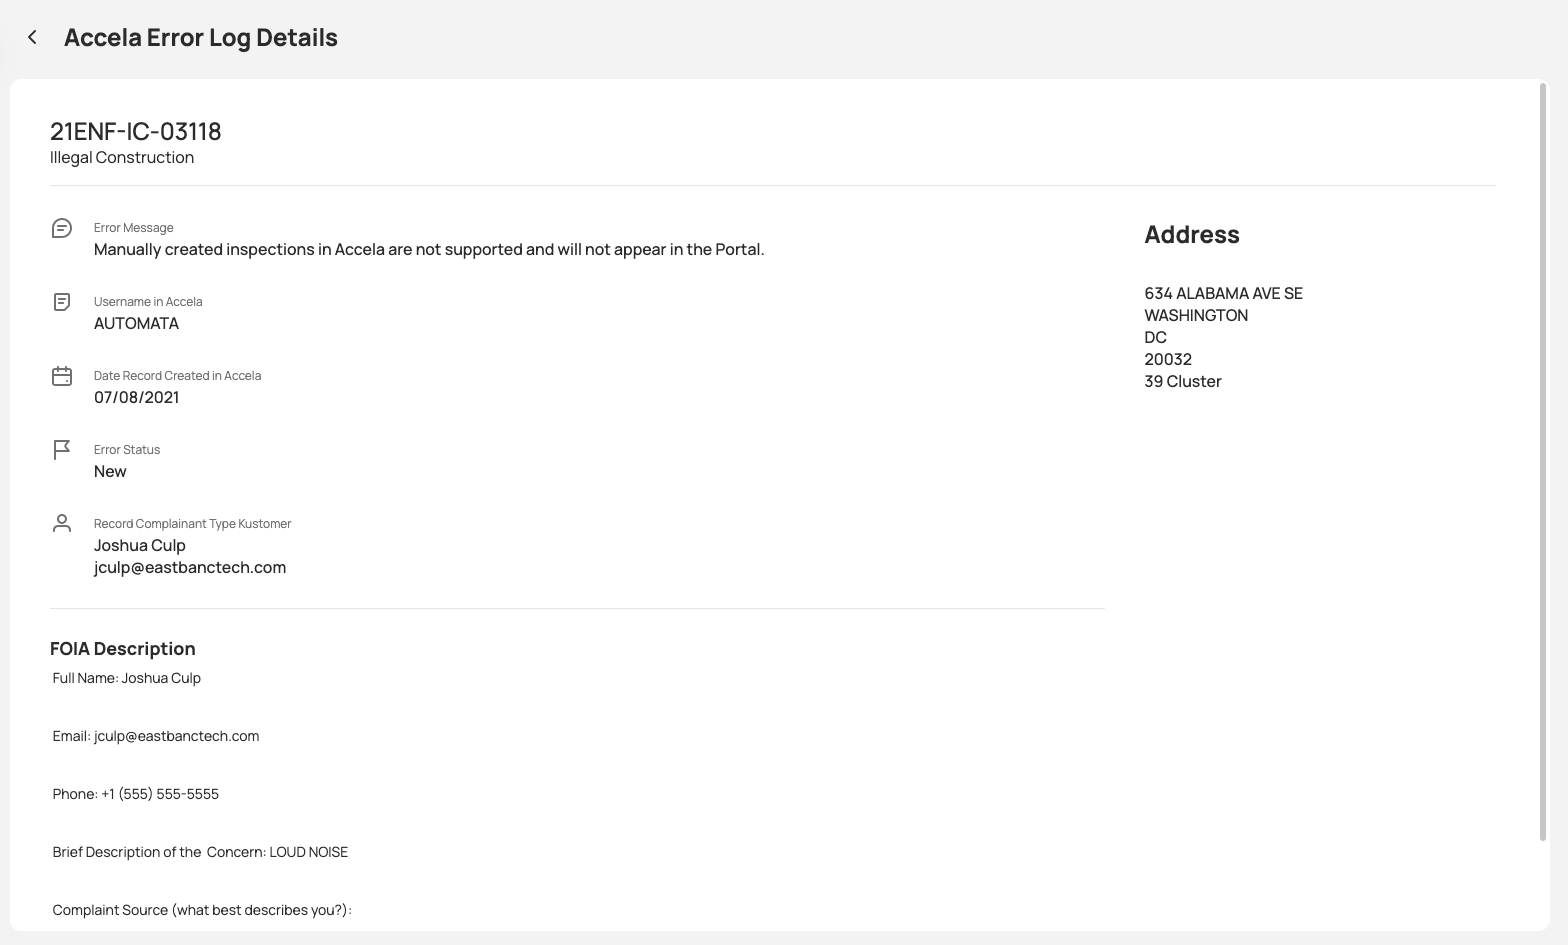 Accela Error Log Details
21ENF-IC-03118
Illegal Construction
Error Message
Manually created inspections in Accela are not supported and will not appear in the Portal.
Username in Accela
AUTOMATA
Date Record Created in Accela
07/08/2021
Error Status
New
Record Complainant Type Kustomer
Joshua Culp
jculp@eastbanctech.com
Address
634 ALABAMA AVE SE
WASHINGTON
DC
20032
39 Cluster
FOIA Description
Full Name: Joshua Culp
Email: jculp@eastbanctech.com
Phone: +1 (555) 555-5555
Brief Description of the  Concern: LOUD NOISE
Complaint Source (what best describes you?):